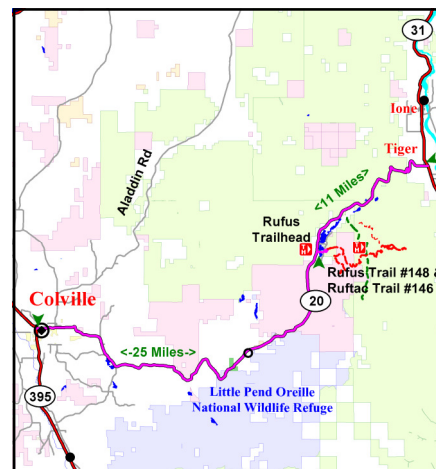 31
Ione
Tiger
Aladdin Rd
<11 Miles>
Rufus
Trailhead
Rufus Trail #148 &
Ruftac Trail #146
20
Colville
<-25 Miles->
Little Pend Oreille
National Wildlife Refuge
395